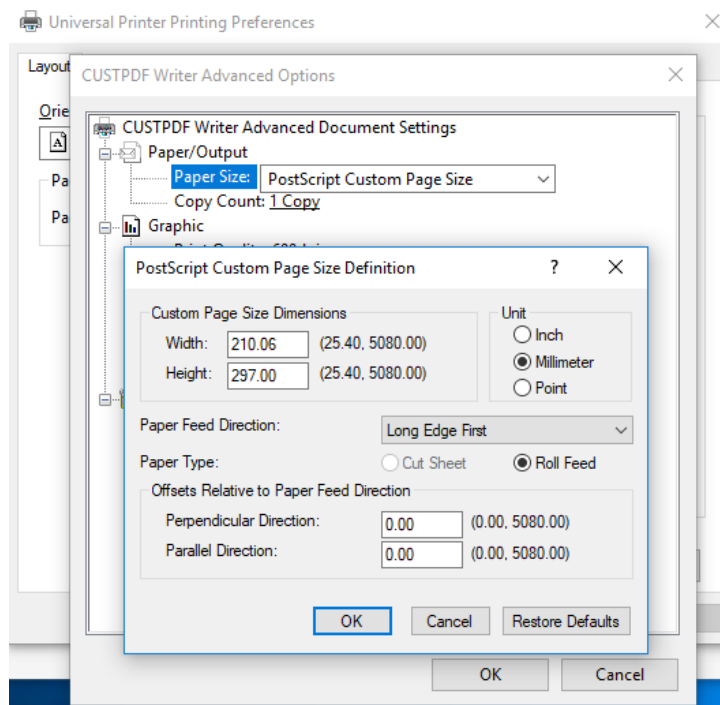 Universal Printer Printing Preferences
Layout
CUSTPDF Writer Advanced Options
Orie
A
CUSTPDF Writer Advanced Document Settings
Paper/Output
Pa
Paper Size: PostScript Custom Page Size
Copy Count: 1 Copy
Pa
Graphic
PostScript Custom Page Size Definition ?
Custom Page Size Dimensions
Unit
Width: 210.06 (25.40, 5080.00)
Inch
Height: 297.00 (25.40, 5080.00)
Millimeter
Point
Paper Feed Direction: Long Edge First
Paper Type: Cut Sheet Roll Feed
Offsets Relative to Paper Feed Direction
Perpendicular Direction: 0.00 (0.00, 5080.00)
Parallel Direction: 0.00 (0.00, 5080.00)
OK Cancel Restore Defaults
OK Cancel